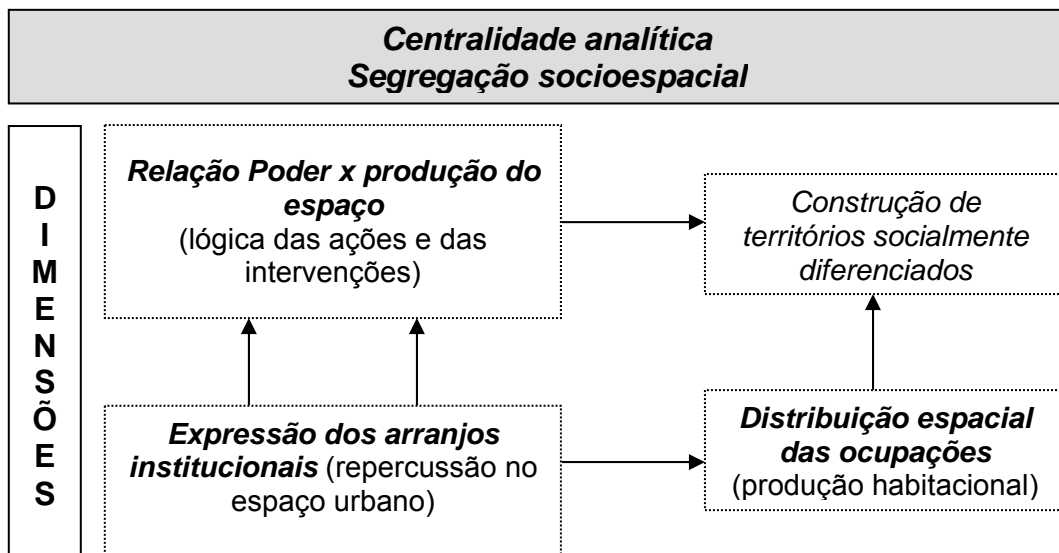 Centralidade analítica
Segregação socioespacial
DIMENSÕES
Relação Poder x produção do
espaço
(lógica das ações e das
intervenções)
Construção de
territórios socialmente
diferenciados
Expressão dos arranjos
institucionais (repercussão no
espaço urbano)
Distribuição espacial
das ocupações
(produção habitacional)